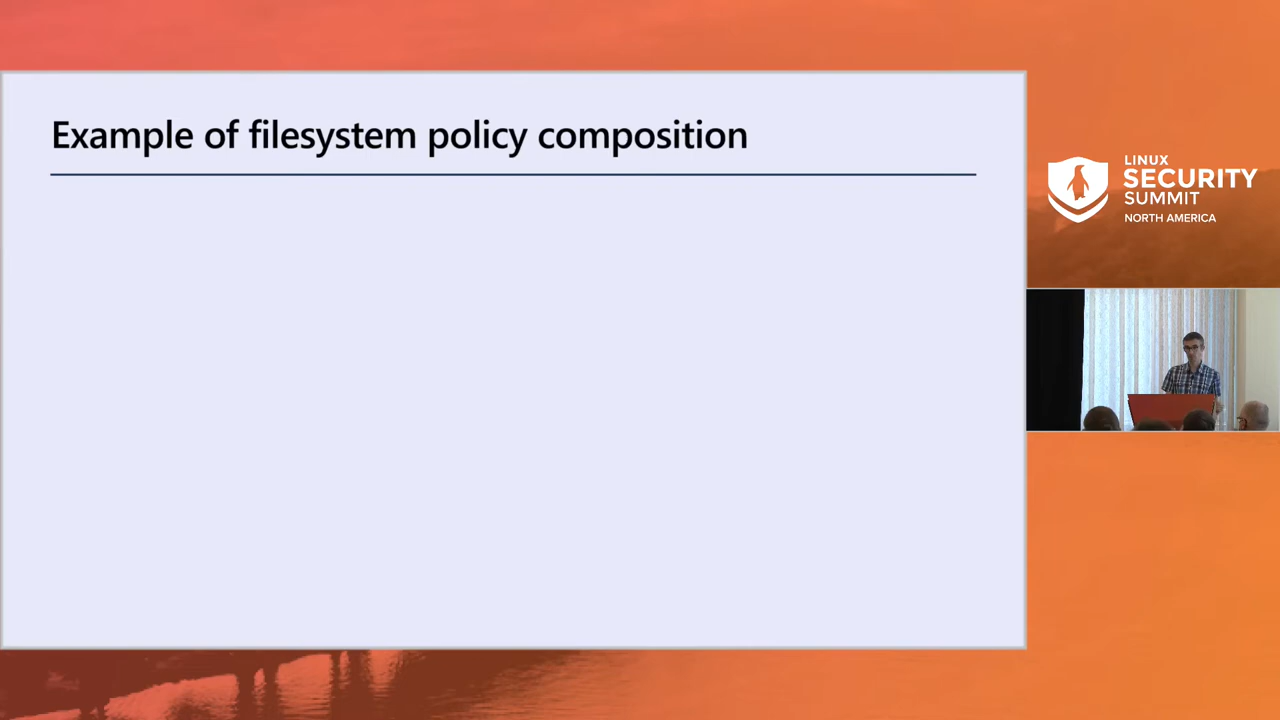 Example of filesystem policy composition
LINUX
SECURITY
SUMMIT
NORTH AMERICA